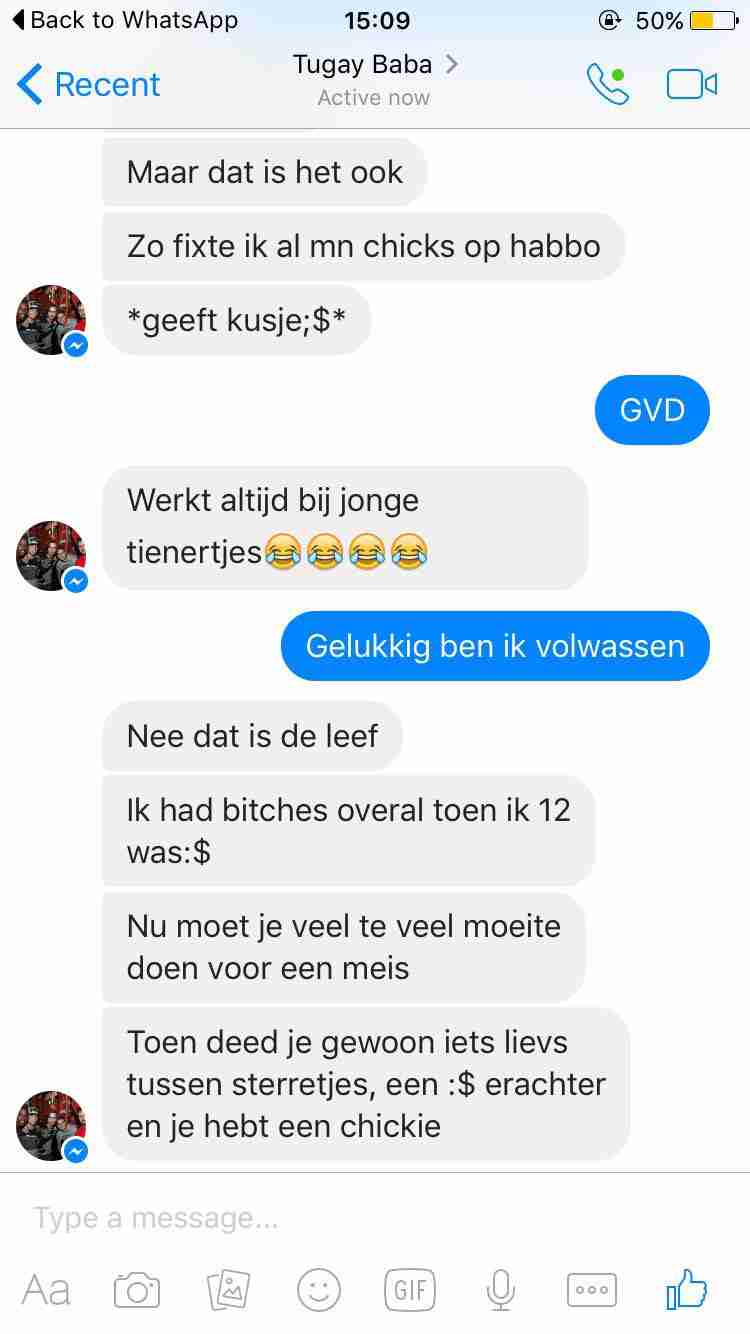 Back to WhatsApp 15:09 50%
Recent Tugay Baba
Active now
Maar dat is het ook
Zo fixte ik al mn chicks op habbo
*geeft kusje;$*
GVD
Werkt altijd bij jonge
tienertjes😂😂😂😂
Gelukkig ben ik volwassen
Nee dat is de leef
Ik had bitches overal toen ik 12
was:$
Nu moet je veel te veel moeite
doen voor een meis
Toen deed je gewoon iets lievs
tussen sterretjes, een :$ erachter
en je hebt een chickie
Type a message...
Aa GIF